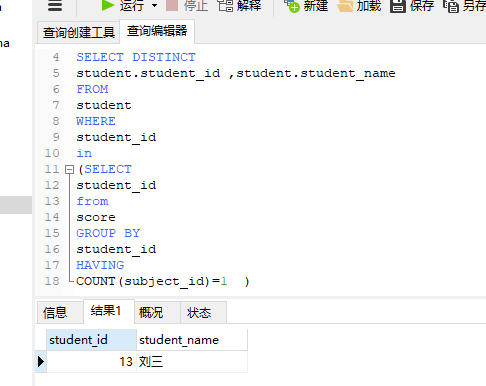 运行 停止 解释 新建 加载 保存 另存
na
查询创建工具 查询编辑器
4 SELECT DISTINCT
5 student.student_id ,student.student_name
6 FROM
7 student
8 WHERE
9 student_id
10 in
11 (SELECT
12 student_id
13 from
14 score
15 GROUP BY
16 student_id
17 HAVING
18 COUNT(subject_id)=1 )
信息 结果1 概况 状态
student_id student_name
13 刘三